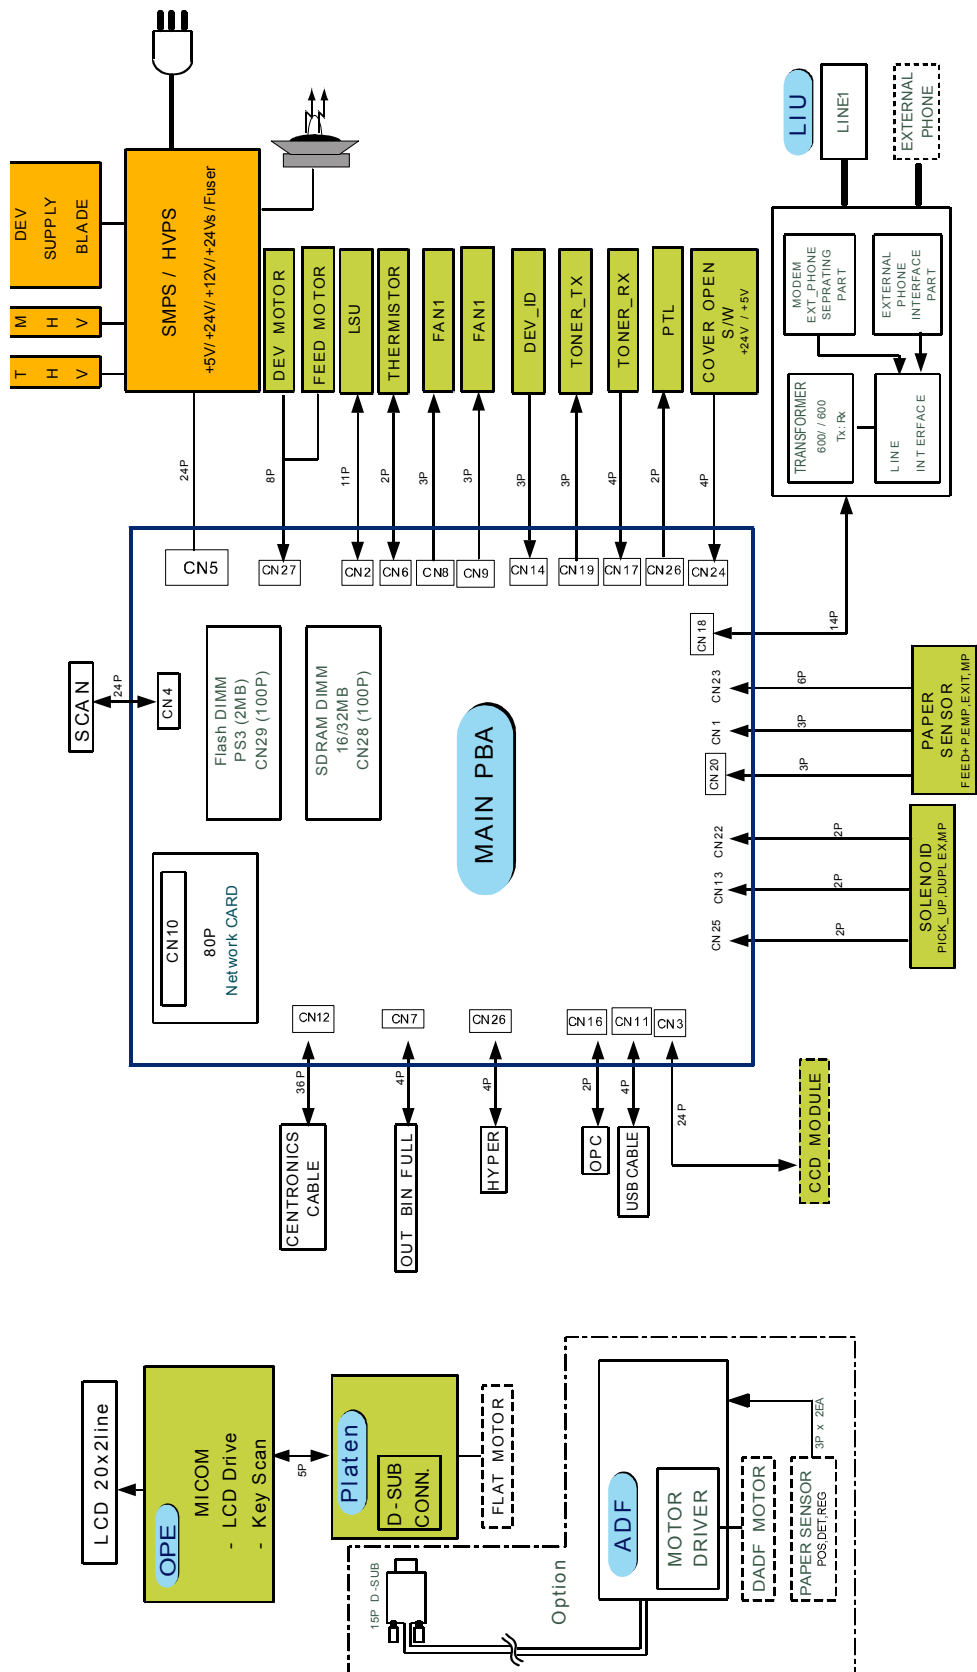 DEV
SUPPLY
BLADE
M H V
T H V
SMPS / HVPS
+5V/+24V/+12V/+24Vs/Fuser
DEV MOTOR
FEED MOTOR
LSU
THERMISTOR
FAN1
FAN1
DEV_ID
TONER_TX
TONER_RX
PTL
COVER OPEN
S/W
+24V / +5V
24P
8P
11P
2P
3P
3P
3P
3P
4P
2P
4P
CN5
CN27
CN2
CN6
CN8
CN9
CN14
CN19
CN17
CN26
CN24
LIU
LINE1
EXTERNAL
PHONE
MODEM
EXT_PHONE
SEPRATING
PART
EXTERNAL
PHONE
INTERFACE
PART
TRANSFORMER
600/ / 600
Tx: Rx
LINE
INTERFACE
14P
CN18
SCAN
24P
CN4
Flash DIMM
PS3 (2MB)
CN29 (100P)
SDRAM DIMM
16/32MB
CN28 (100P)
MAIN PBA
CN10
80P
Network CARD
CN23
CN1
CN20
6P
3P
3P
PAPER
SENSOR
FEED+P.EMP,EXIT,MP
CN22
CN13
CN25
2P
2P
2P
SOLENOID
PICK_UP,DUPLEX,MP
CN12
CN7
CN26
CN16
CN11
CN3
36P
4P
4P
2P
4P
24P
CENTRONICS
CABLE
OUT BIN FULL
HYPER
OPC
USB CABLE
CCD MODULE
LCD 20x2line
OPE
MICOM
- LCD Drive
- Key Scan
5P
Platen
D-SUB
CONN.
FLAT MOTOR
15P D-SUB
Option
ADF
MOTOR
DRIVER
DADF MOTOR
PAPER SENSOR
POS,DET,REG
3P x 2EA